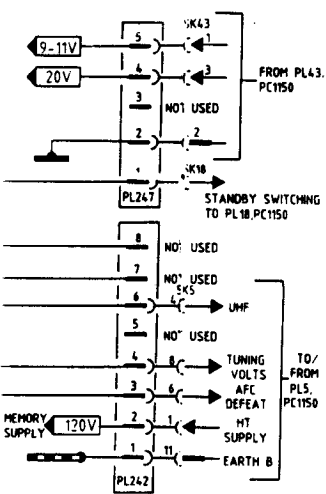 SK43
9-11V 5 1
20V 4 3
FROM PL43,
PC1150
3 NOT USED
2 2
1 SK18
PL247
STANDBY SWITCHING
TO PL18,PC1150
8 NOT USED
7 NOT USED
SK5
6 4 UHF
5 NOT USED
4 8 TUNING
VOLTS
TO/
FROM
PL5,
PC1150
3 6 AFC
DEFEAT
MEMORY
SUPPLY
120V 2 1 HT
SUPPLY
1 11 EARTH B
PL242